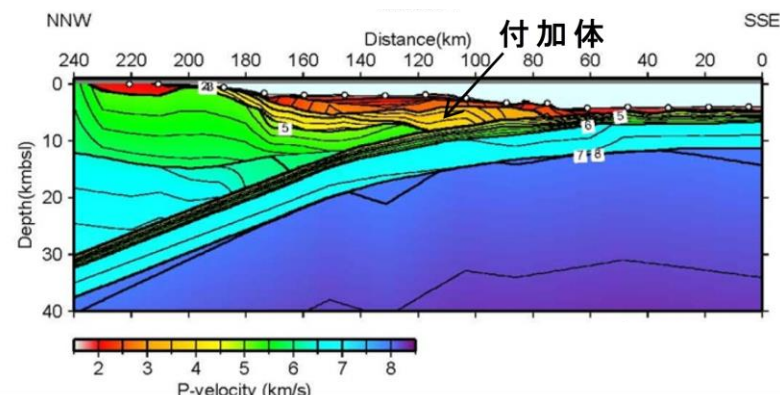 NNW
SSE
付加体
Distance(km)
240 220 200 180 160 140 120 100 80 60 40 20 0
Depth(kmbsl)
0
10
20
30
40
5
5
6
7
8
2 3 4 5 6 7 8
P-velocity (km/s)